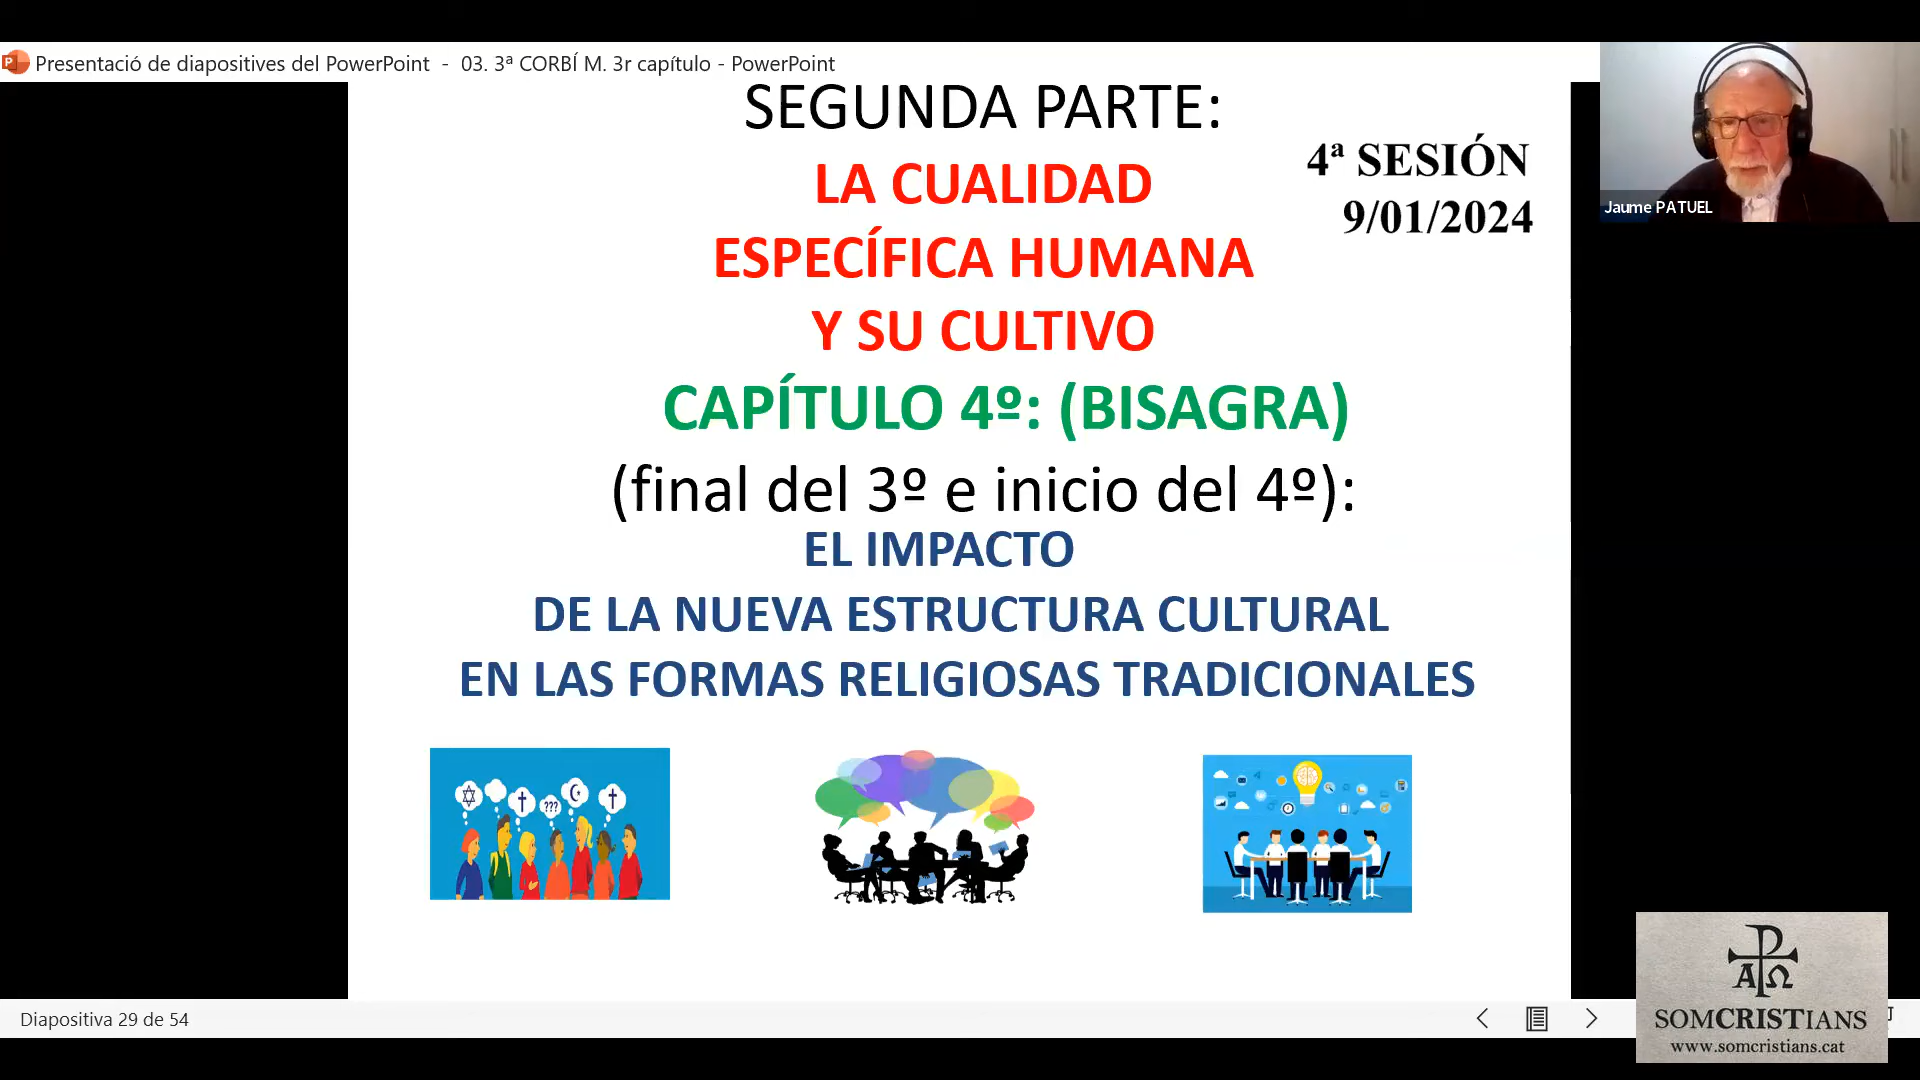 Presentació de diapositives del PowerPoint - 03. 3ª CORBÍ M. 3r capítulo - PowerPoint
SEGUNDA PARTE:
4ª SESIÓN
9/01/2024
LA CUALIDAD
ESPECÍFICA HUMANA
Y SU CULTIVO
CAPÍTULO 4º: (BISAGRA)
(final del 3º e inicio del 4º):
EL IMPACTO
DE LA NUEVA ESTRUCTURA CULTURAL
EN LAS FORMAS RELIGIOSAS TRADICIONALES
???
Jaume PATUEL
Diapositiva 29 de 54
A Ω
SOMCRISTIANS
www.somcristians.cat